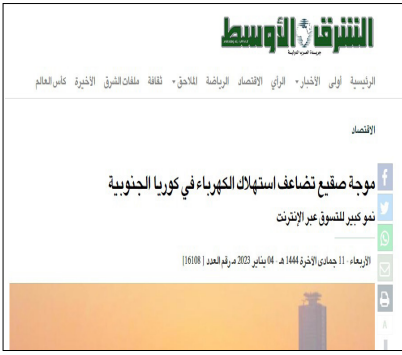 الشرق الأوسط
جريدة العرب الدولية
الرئيسية أولى الأخبار الرأي الاقتصاد الرياضة الملاحق ثقافة ملفات الشرق الأخيرة كأس العالم
الاقتصاد
موجة صقيع تضاعف استهلاك الكهرباء في كوريا الجنوبية
نمو كبير للتسوق عبر الإنترنت
الأربعاء - 11 جمادى الآخرة 1444 هـ - 04 يناير 2023 مـ رقم العدد [ 16108]
A